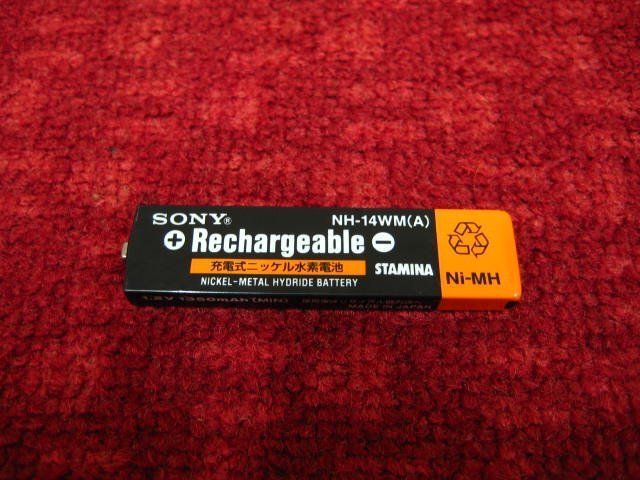 SONY® NH-14WM(A)
+ Rechargeable −
充電式ニッケル水素電池 STAMINA
NICKEL-METAL HYDRIDE BATTERY
Ni-MH
1.2V 1350mAh(MIN)
MADE IN JAPAN